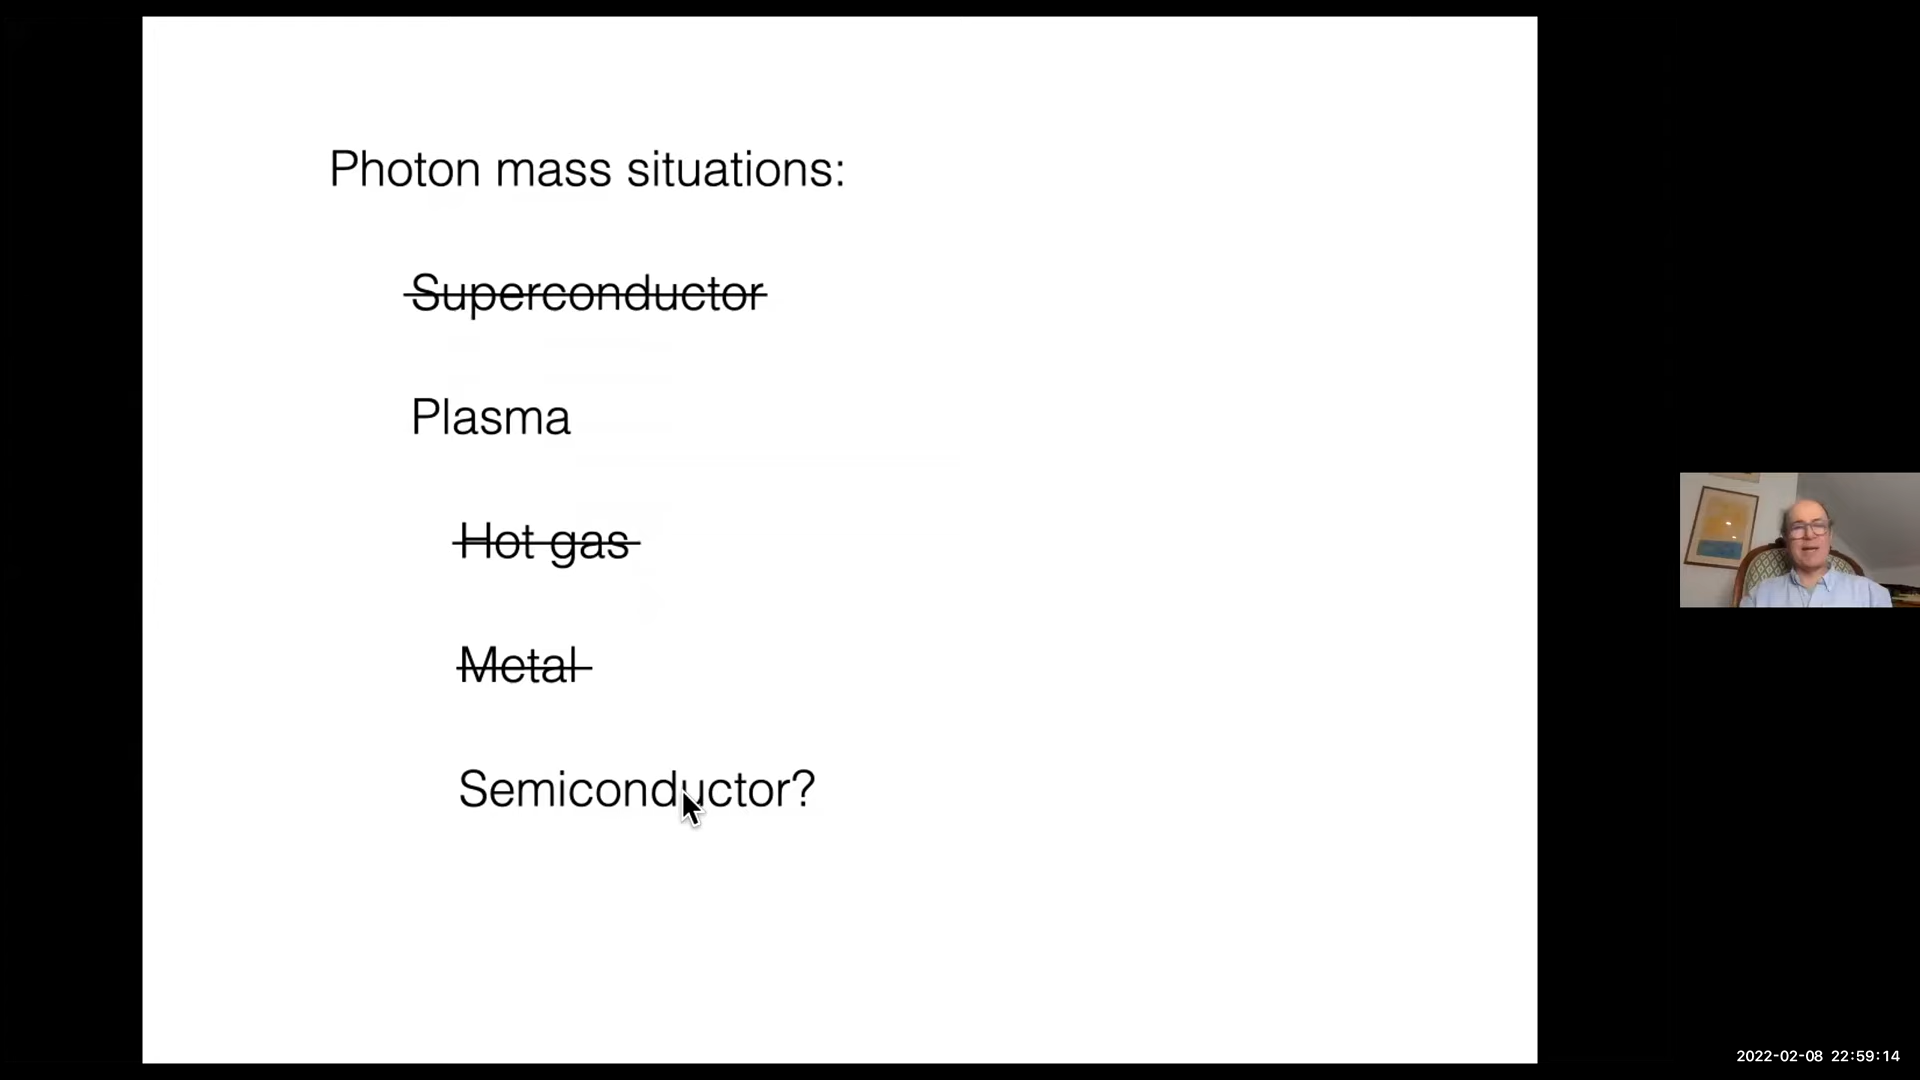 Photon mass situations:
Superconductor
Plasma
Hot gas
Metal
Semiconductor?
2022-02-08 22:59:14